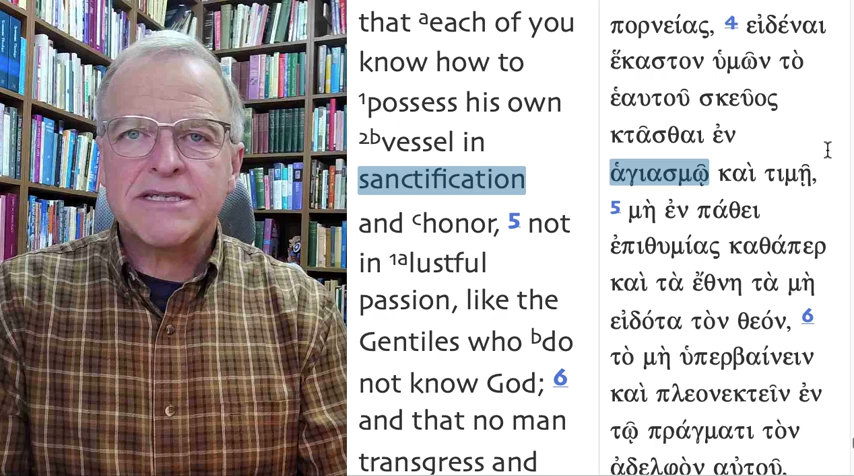 that ᵃeach of you
know how to
¹possess his own
²ᵇvessel in
sanctification
and ᶜhonor, 5 not
in ¹ᵃlustful
passion, like the
Gentiles who ᵇdo
not know God; 6
and that no man
transgress and
πορνείας, 4 εἰδέναι
ἕκαστον ὑμῶν τὸ
ἑαυτοῦ σκεῦος
κτᾶσθαι ἐν
ἁγιασμῷ καὶ τιμῇ,
5 μὴ ἐν πάθει
ἐπιθυμίας καθάπερ
καὶ τὰ ἔθνη τὰ μὴ
εἰδότα τὸν θεόν, 6
τὸ μὴ ὑπερβαίνειν
καὶ πλεονεκτεῖν ἐν
τῷ πράγματι τὸν
ἀδελφὸν αὐτοῦ,